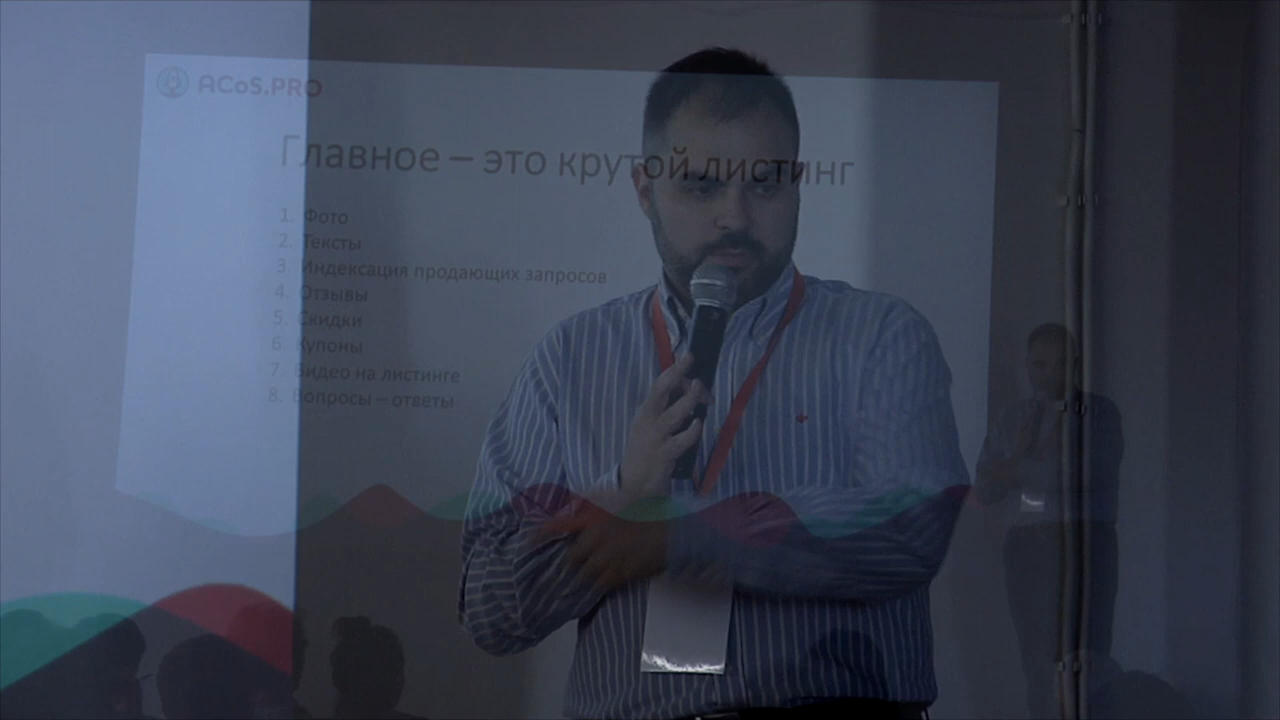 ACoS.PRO
Главное – это крутой листинг
1. Фото
2. Тексты
3 Индексация продающих запросов
4. Отзывы
5. Скидки
6. Купоны
7. Видео на листинге
8. Вопросы – ответы